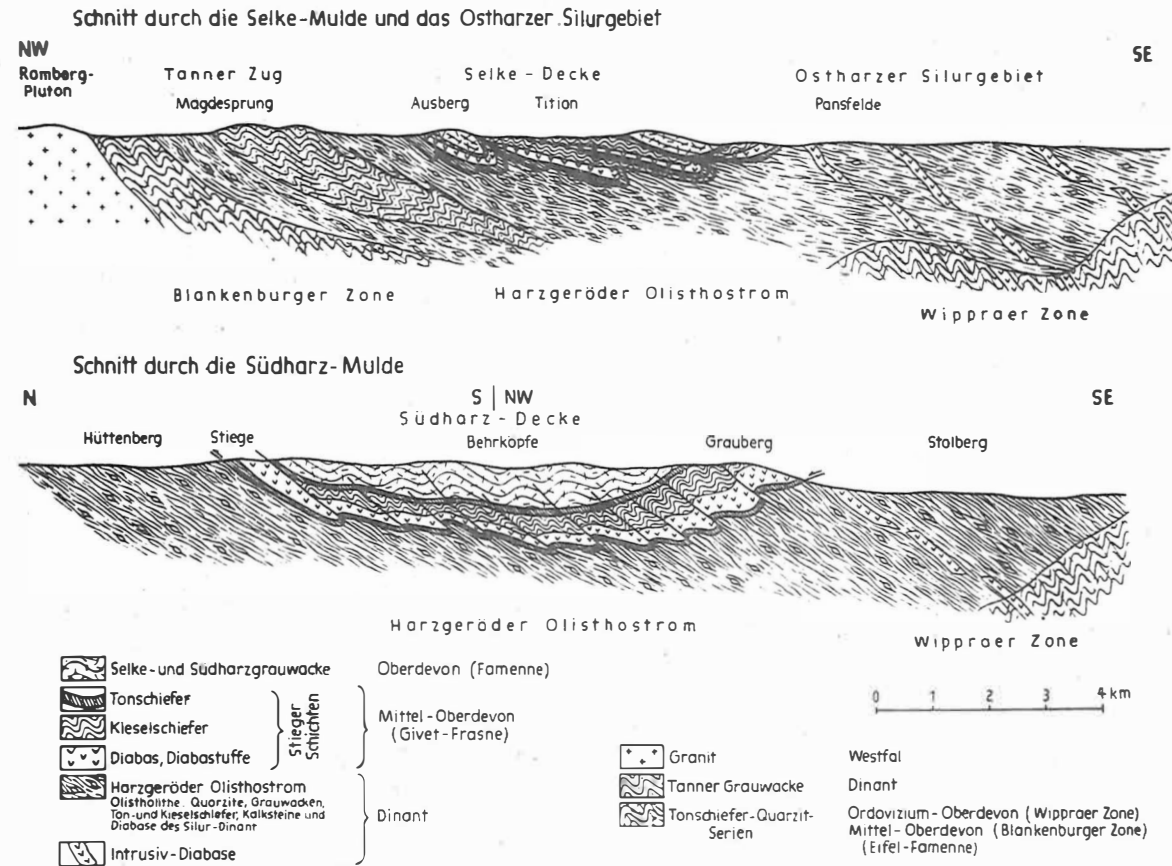 Schnitt durch die Selke-Mulde und das Ostharzer Silurgebiet
NW
SE
Ramberg-
Pluton
Tanner Zug
Selke-Decke
Ostharzer Silurgebiet
Magdesprung
Ausberg
Tition
Pansfelde
Blankenburger Zone
Harzgeröder Olisthostrom
Wippraer Zone
Schnitt durch die Südharz-Mulde
N
S | NW
SE
Südharz-Decke
Hüttenberg
Stiege
Behrköpfe
Grauberg
Stolberg
Harzgeröder Olisthostrom
Wippraer Zone
Selke- und Südharzgrauwacke
Oberdevon (Famenne)
Tonschiefer
Kieselschiefer
Diabas, Diabastuffe
Stieger
Schichten
Mittel-Oberdevon
(Givet-Frasne)
Harzgeröder Olisthostrom
Olistholithe: Quarzite, Grauwacken,
Ton- und Kieselschiefer, Kalksteine und
Diabase des Silur-Dinant
Intrusiv-Diabase
Dinant
0 1 2 3 4 km
Granit
Westfal
Tanner Grauwacke
Dinant
Tonschiefer-Quarzit-
Serien
Ordovizium-Oberdevon (Wippraer Zone)
Mittel-Oberdevon (Blankenburger Zone)
(Eifel-Famenne)